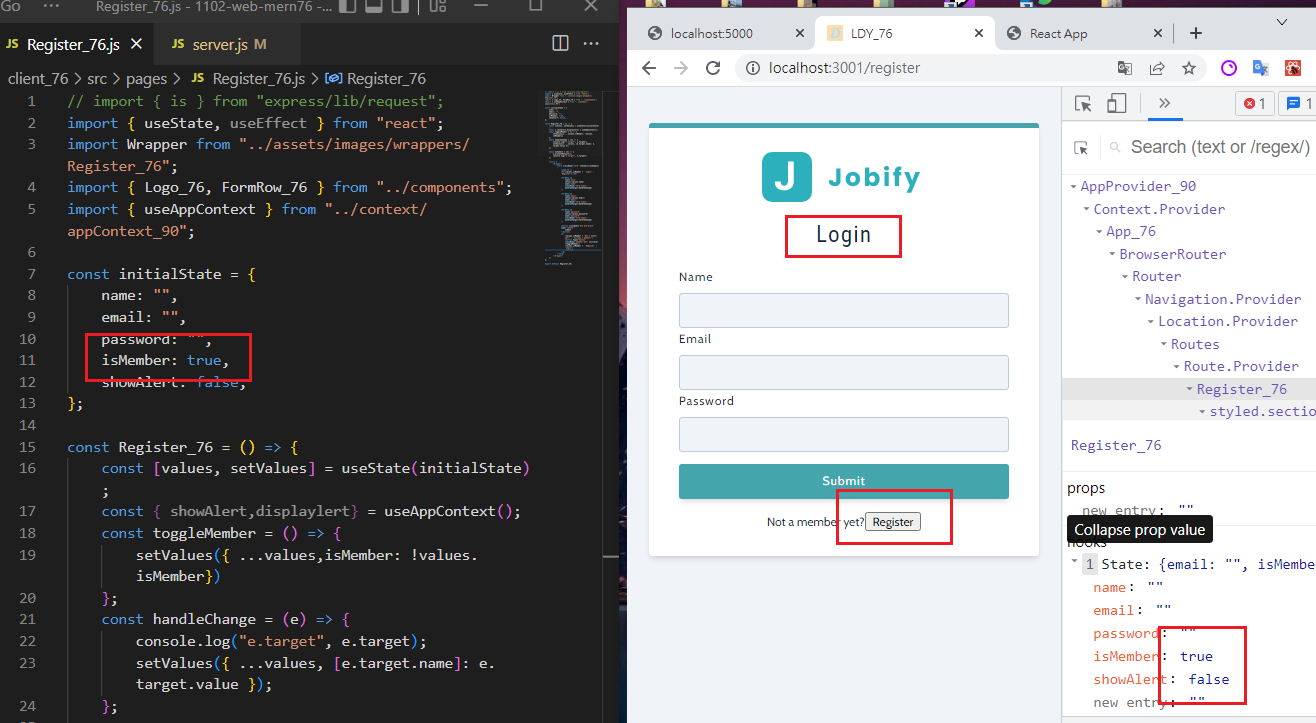 Go ··· Register_76.js - 1102-web-mern76 -...
JS Register_76.js × JS server.js M ···
client_76 > src > pages > JS Register_76.js > Register_76
1 // import { is } from "express/lib/request";
2 import { useState, useEffect } from "react";
3 import Wrapper from "../assets/images/wrappers/
Register_76";
4 import { Logo_76, FormRow_76 } from "../components";
5 import { useAppContext } from "../context/
appContext_90";
6
7 const initialState = {
8 name: "",
9 email: "",
10 password: "",
11 isMember: true,
12 showAlert: false,
13 };
14
15 const Register_76 = () => {
16 const [values, setValues] = useState(initialState)
;
17 const { showAlert,displaylert} = useAppContext();
18 const toggleMember = () => {
19 setValues({ ...values,isMember: !values.
isMember})
20 };
21 const handleChange = (e) => {
22 console.log("e.target", e.target);
23 setValues({ ...values, [e.target.name]: e.
target.value });
24 };
localhost:5000 × LDY_76 × React App × +
localhost:3001/register
J Jobify
Login
Name
Email
Password
Submit
Not a member yet? Register
» 1 1
Search (text or /regex/)
AppProvider_90
Context.Provider
App_76
BrowserRouter
Router
Navigation.Provider
Location.Provider
Routes
Route.Provider
Register_76
styled.sectio
Register_76
props
new entry: ""
Collapse prop value
hooks
1 State: {email: "", isMembe
name: ""
email: ""
password: ""
isMember: true
showAlert: false
new entry: ""